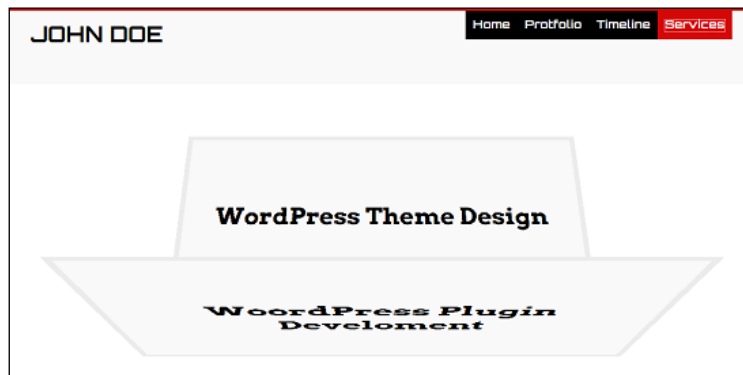 JOHN DOE
Home Protfolio Timeline Services
WordPress Theme Design
WoordPress Plugin
Develoment